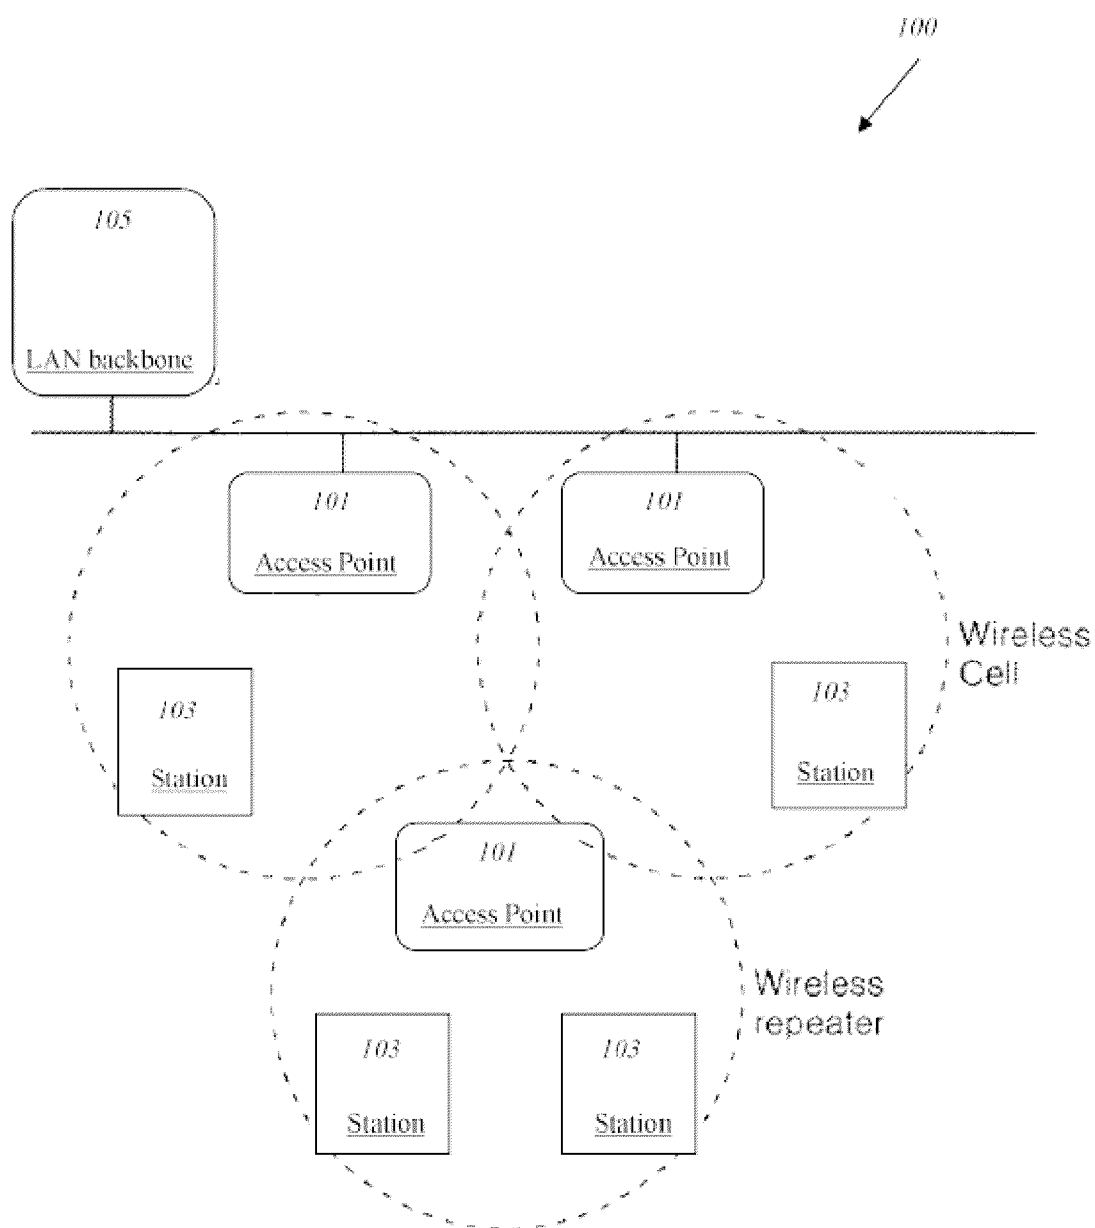 100
105
LAN backbone
101
Access Point
101
Access Point
Wireless
Cell
103
Station
103
Station
101
Access Point
Wireless
repeater
103
Station
103
Station